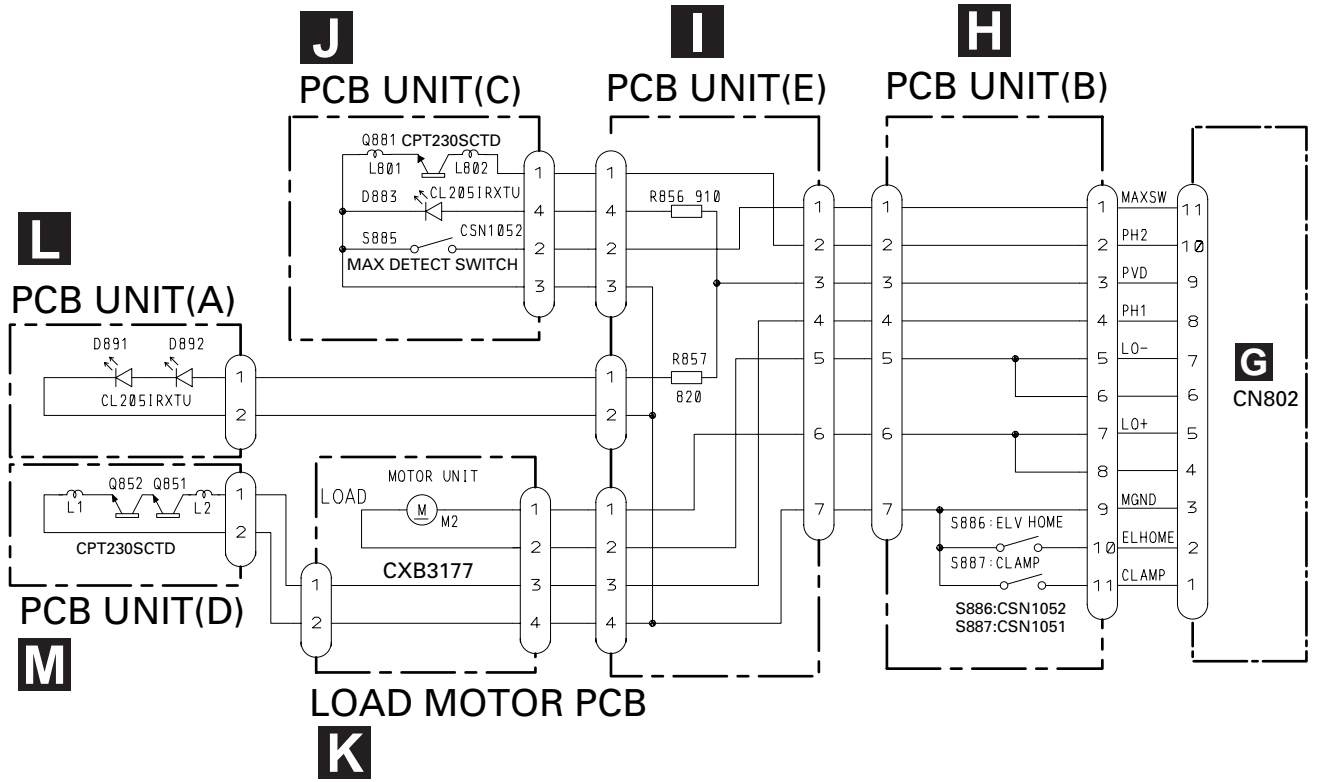 J
PCB UNIT(C)
I
PCB UNIT(E)
H
PCB UNIT(B)
Q881 CPT230SCTD
L801
L802
D883
CL205IRXTU
S885
CSN1052
MAX DETECT SWITCH
1
4
2
3
1
4
2
3
R856 910
1
2
3
4
5
6
7
1
2
3
4
5
6
7
1
2
3
4
5
6
7
8
9
10
11
MAXSW
PH2
PVD
PH1
LO-
LO+
MGND
ELHOME
CLAMP
11
10
9
8
7
6
5
4
3
2
1
G
CN802
L
PCB UNIT(A)
D891
D892
CL205IRXTU
1
2
1
2
R857
820
Q852
Q851
L1
L2
CPT230SCTD
1
2
PCB UNIT(D)
M
MOTOR UNIT
LOAD
M
M2
CXB3177
1
2
1
2
3
4
1
2
3
4
S886:ELV HOME
S887:CLAMP
S886:CSN1052
S887:CSN1051
LOAD MOTOR PCB
K